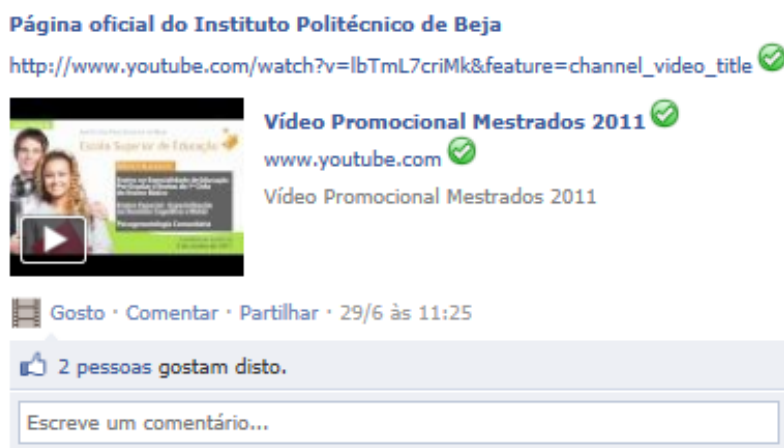 Página oficial do Instituto Politécnico de Beja
http://www.youtube.com/watch?v=lbTmL7criMk&feature=channel_video_title
Escola Superior de Educação
Vídeo Promocional Mestrados 2011
www.youtube.com
Vídeo Promocional Mestrados 2011
Gosto · Comentar · Partilhar · 29/6 às 11:25
2 pessoas gostam disto.
Escreve um comentário...